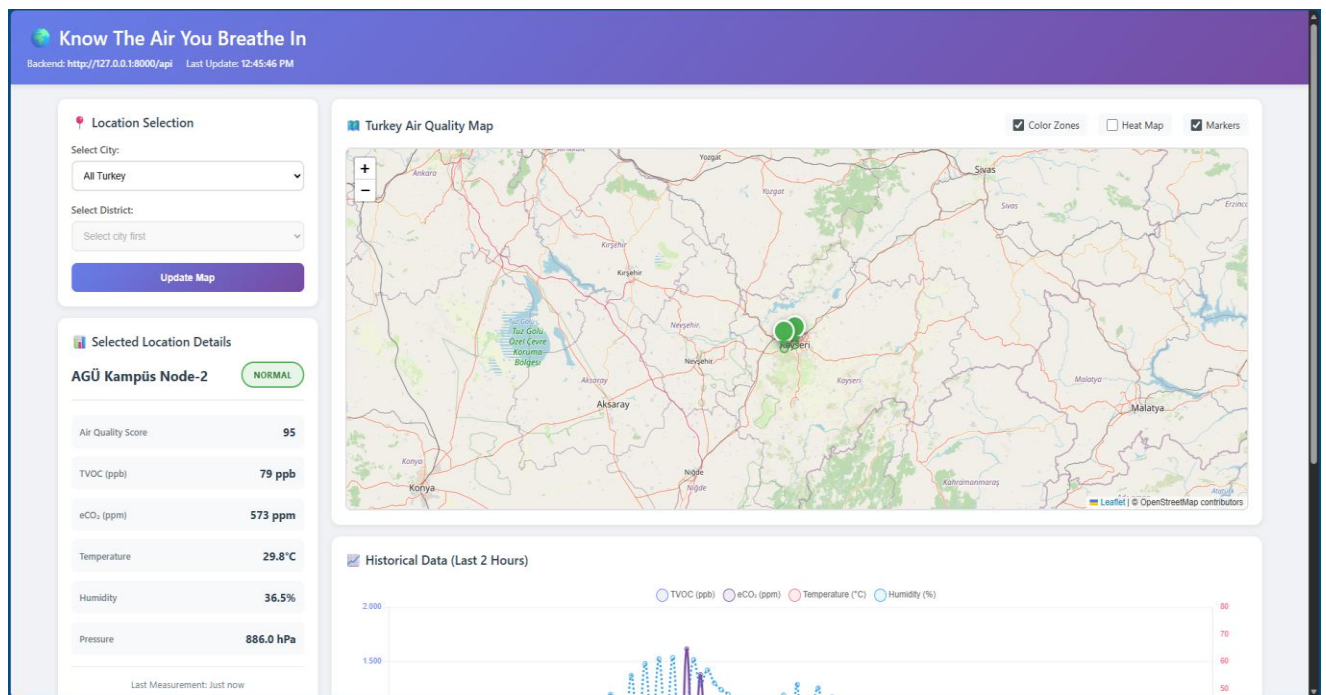 Know The Air You Breathe In
Backend: http://127.0.0.1:8000/api Last Update: 12:45:46 PM
Location Selection
Select City:
All Turkey
Select District:
Select city first
Update Map
Selected Location Details
AGÜ Kampüs Node-2
NORMAL
Air Quality Score 95
TVOC (ppb) 79 ppb
eCO₂ (ppm) 573 ppm
Temperature 29.8°C
Humidity 36.5%
Pressure 886.0 hPa
Last Measurement: Just now
Turkey Air Quality Map
Color Zones Heat Map Markers
+
−
Ankara
Yozgat
Yozgat
Sivas
Sivas
Kırşehir
Kırşehir
Tuz Gölü
Özel Çevre
Koruma
Bölgesi
Nevşehir
Nevşehir
Kayseri
Kayseri
Aksaray
Aksaray
Malatya
Malatya
Konya
Konya
Niğde
Niğde
Kahramanmaraş
Leaflet | © OpenStreetMap contributors
Historical Data (Last 2 Hours)
TVOC (ppb) eCO₂ (ppm) Temperature (°C) Humidity (%)
2.000 80
70
1.500 60
50